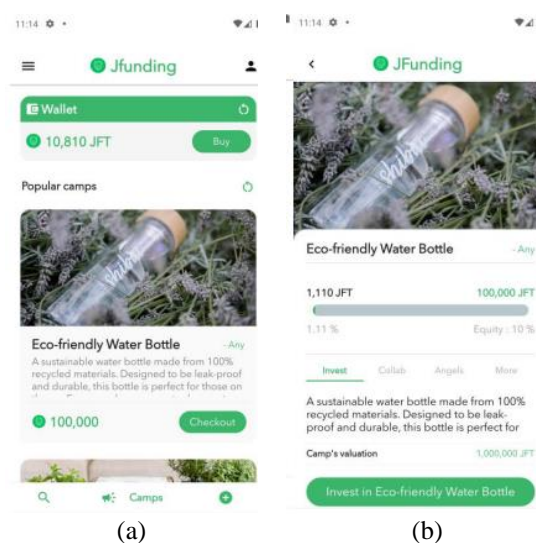 11:14
Jfunding
Wallet
10,810 JFT
Buy
Popular camps
shibui
Eco-friendly Water Bottle
- Any
A sustainable water bottle made from 100%
recycled materials. Designed to be leak-proof
and durable, this bottle is perfect for those on
100,000
Checkout
Camps
(a)
11:14
JFunding
shibui
Eco-friendly Water Bottle
- Any
1,110 JFT
100,000 JFT
1.11 %
Equity : 10 %
Invest
Collab
Angels
More
A sustainable water bottle made from 100%
recycled materials. Designed to be leak-
proof and durable, this bottle is perfect for
Camp's valuation
1,000,000 JFT
Invest in Eco-friendly Water Bottle
(b)